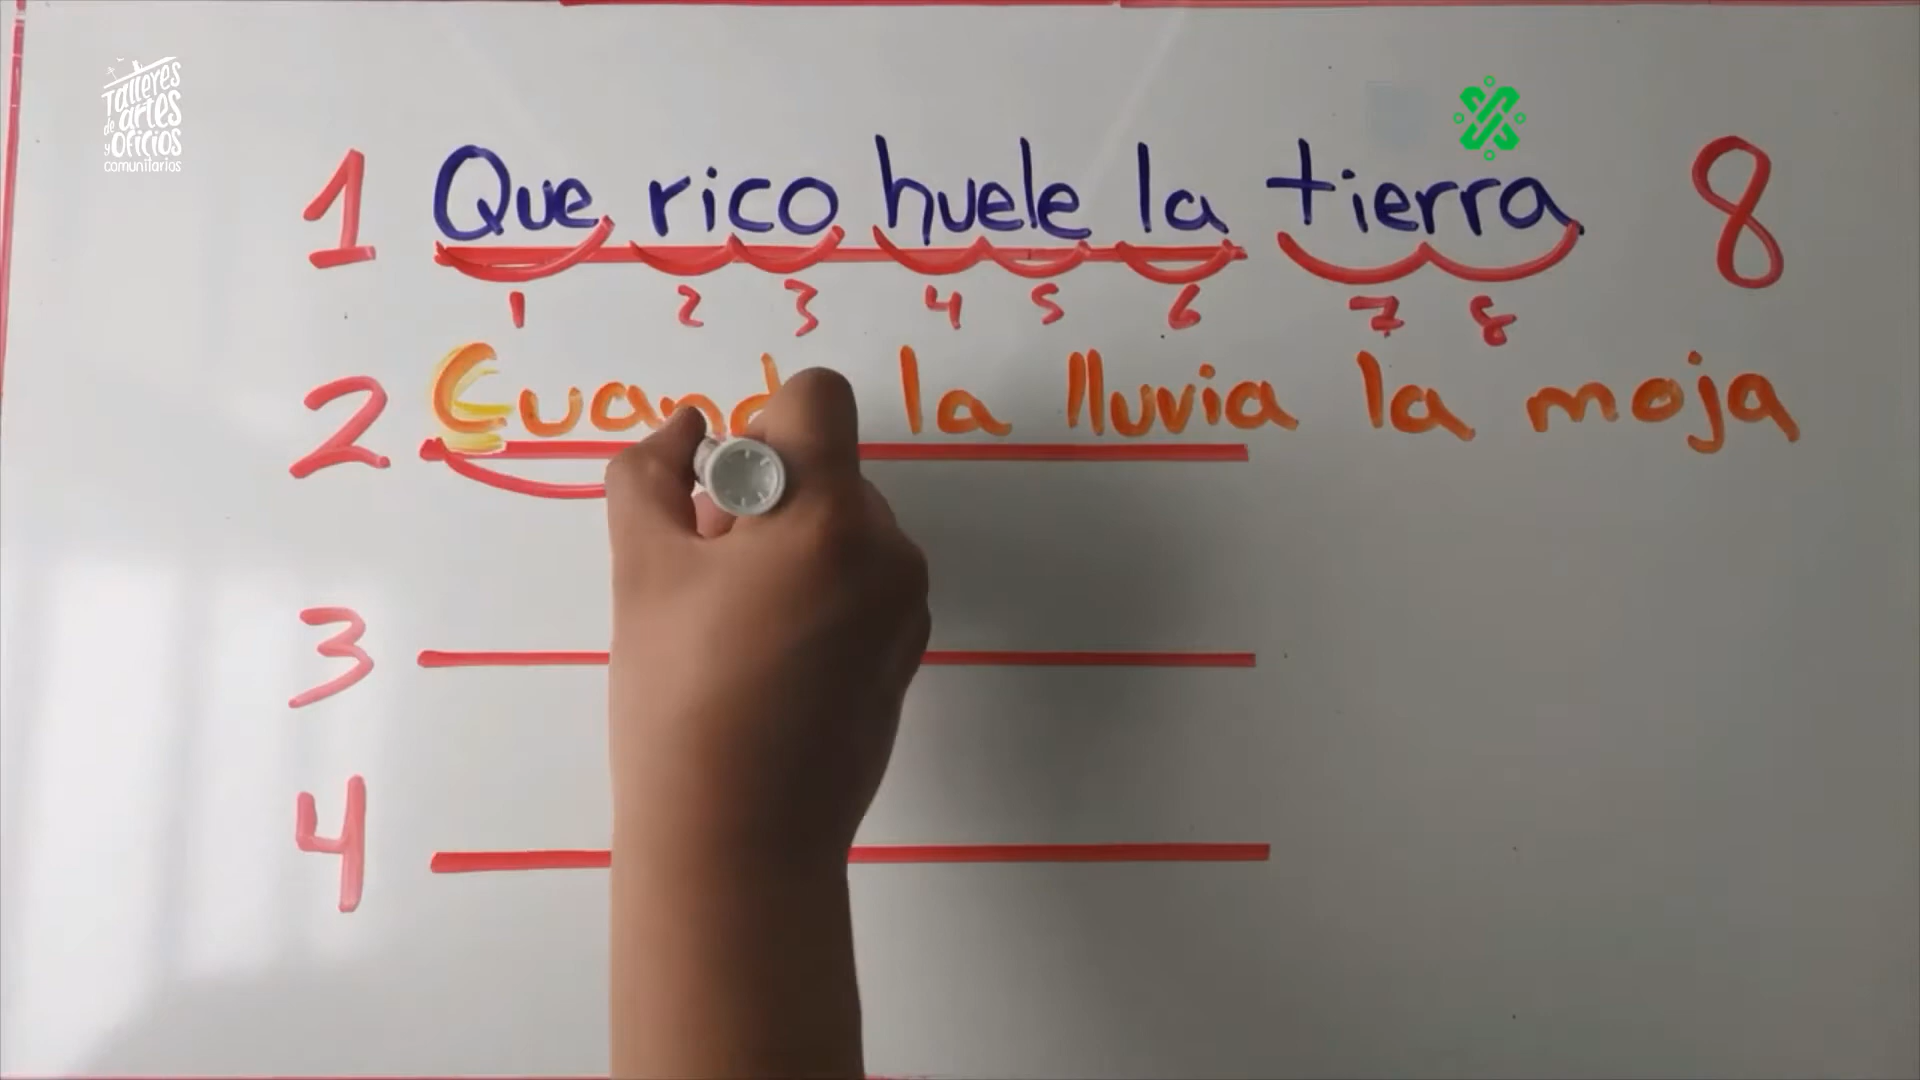 Talleres
de artes
y oficios
comunitarios
1 Que rico huele la tierra 8
1 2 3 4 5 6 7 8
2 la lluvia la moja
3
4